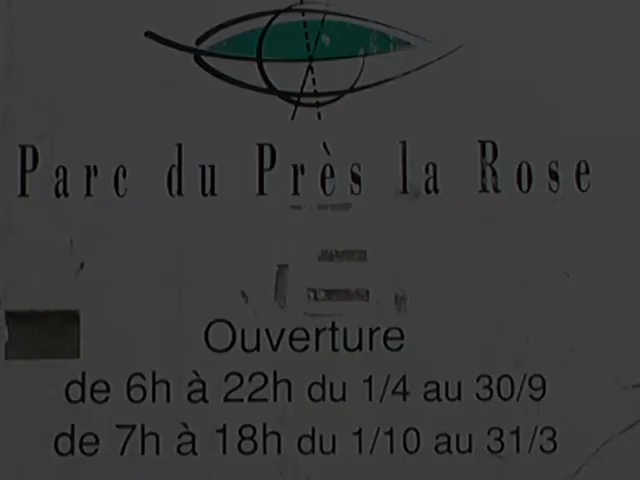 Parc du Près la Rose
Ouverture
de 6h à 22h du 1/4 au 30/9
de 7h à 18h du 1/10 au 31/3